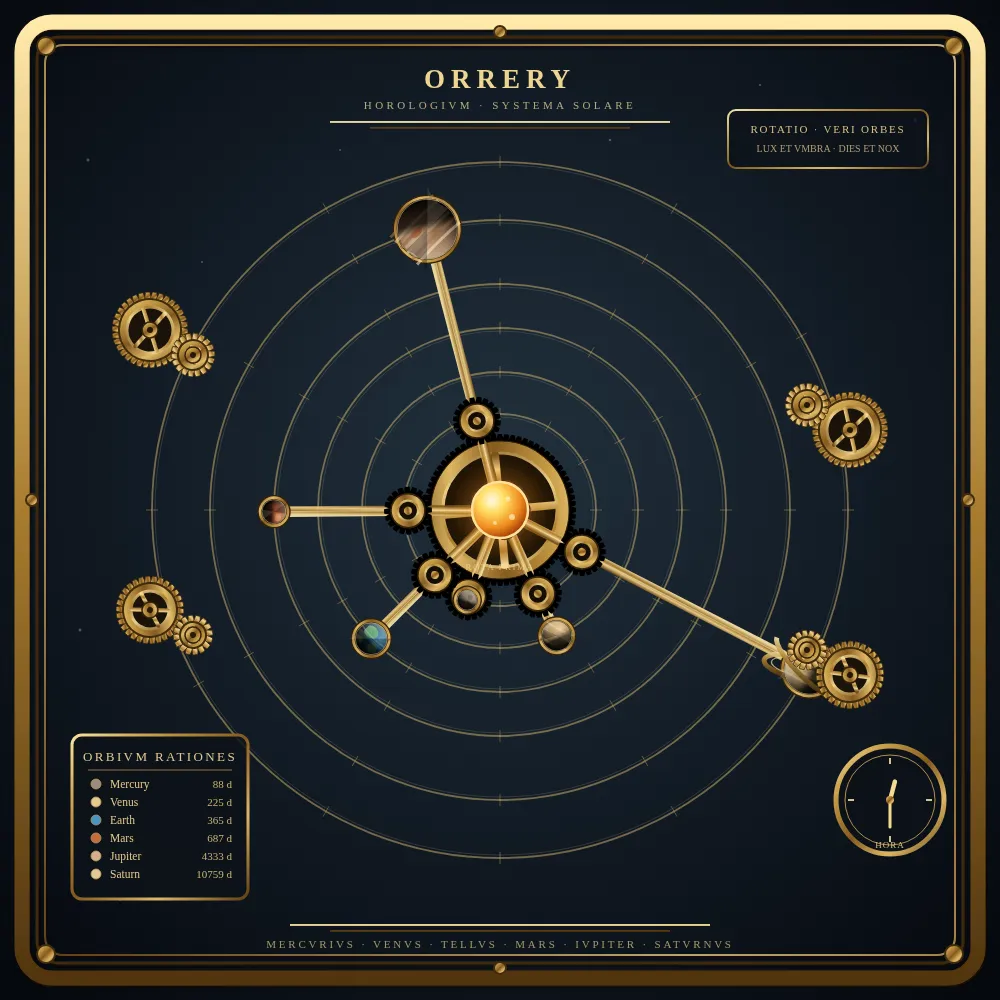 ORRERY
HOROLOGIVM · SYSTEMA SOLARE
ROTATIO · VERI ORBES
LUX ET VMBRA · DIES ET NOX
ORBIVM RATIONES
Mercury 88 d
Venus 225 d
Earth 365 d
Mars 687 d
Jupiter 4333 d
Saturn 10759 d
HORA
MERCVRIVS · VENVS · TELLVS · MARS · IVPITER · SATVRNVS